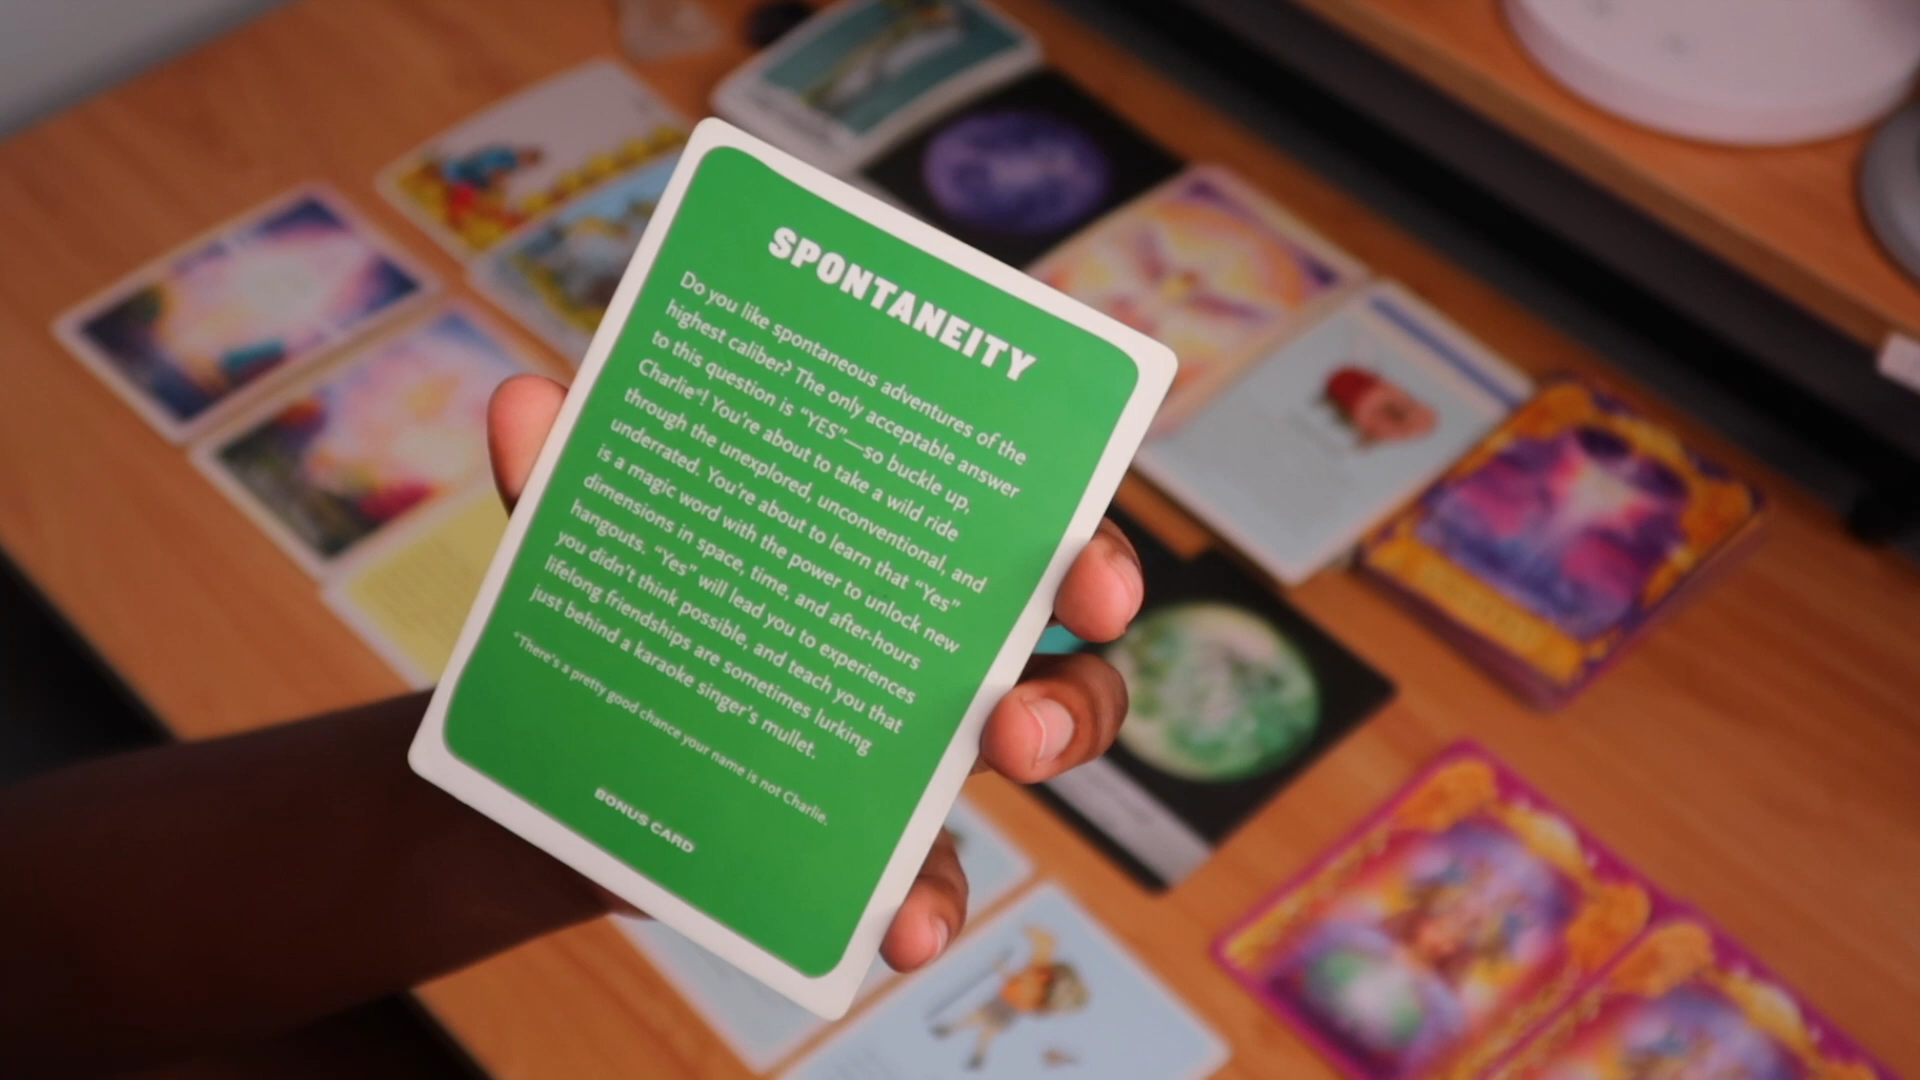 SPONTANEITY
Do you like spontaneous adventures of the
highest caliber? The only acceptable answer
to this question is “YES”—so buckle up,
Charlie*! You’re about to take a wild ride
through the unexplored, unconventional, and
underrated. You’re about to learn that “Yes”
is a magic word with the power to unlock new
dimensions in space, time, and after-hours
hangouts. “Yes” will lead you to experiences
you didn’t think possible, and teach you that
lifelong friendships are sometimes lurking
just behind a karaoke singer’s mullet.
*There’s a pretty good chance your name is not Charlie.
BONUS CARD